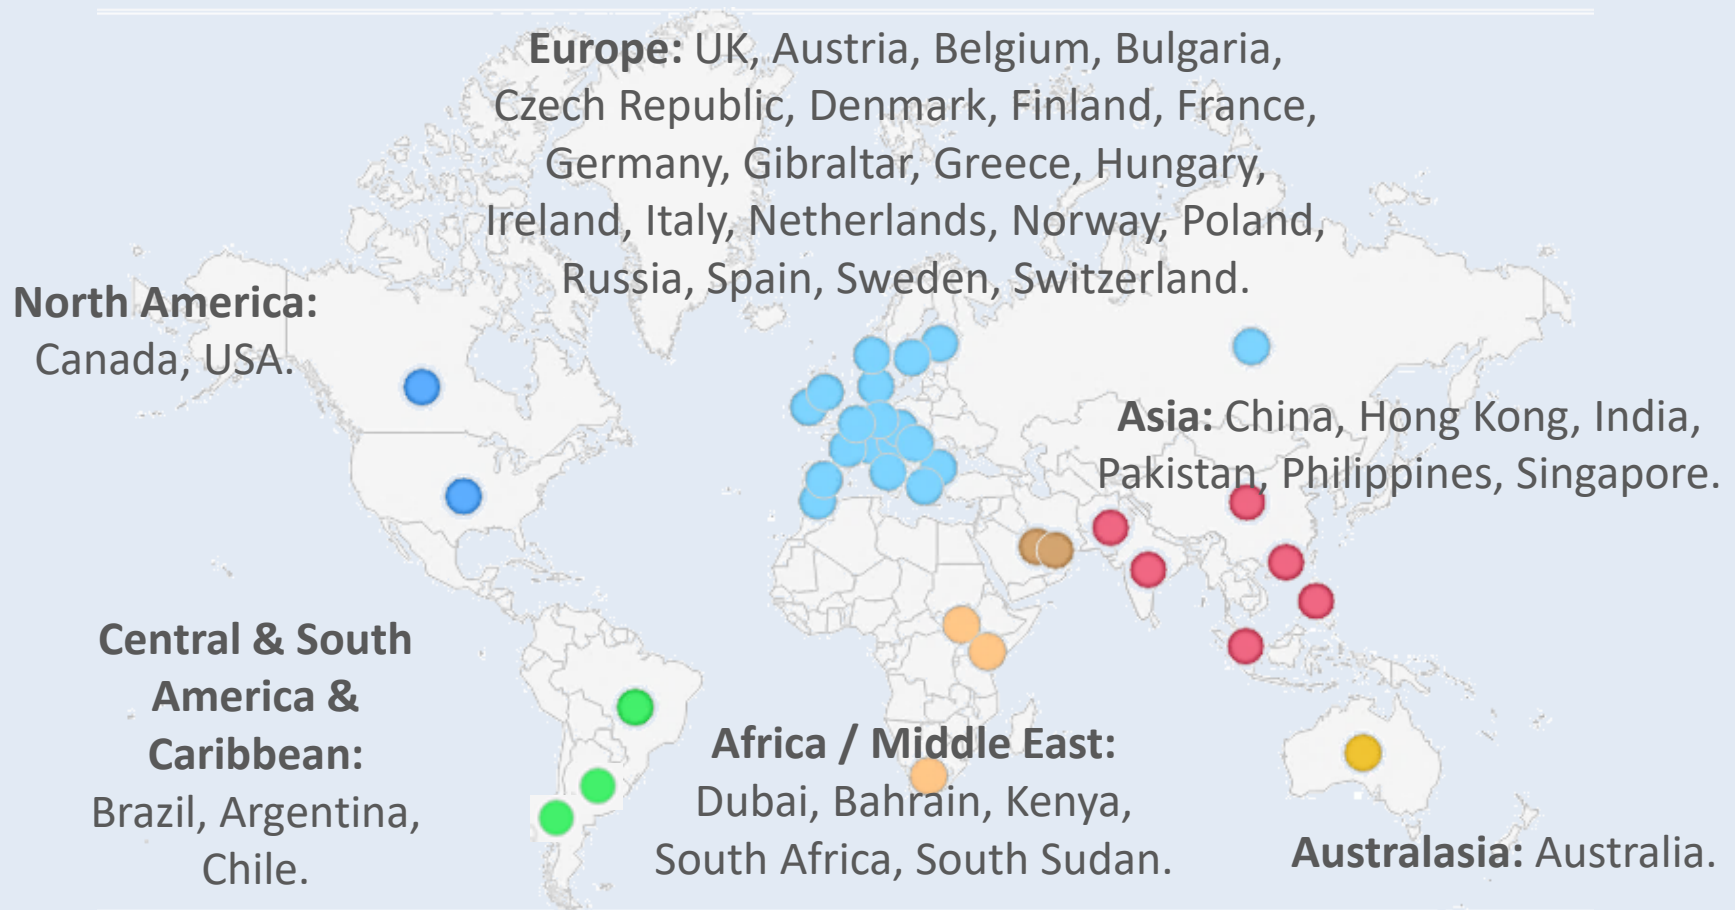 Europe: UK, Austria, Belgium, Bulgaria,
Czech Republic, Denmark, Finland, France,
Germany, Gibraltar, Greece, Hungary,
Ireland, Italy, Netherlands, Norway, Poland,
Russia, Spain, Sweden, Switzerland.
North America:
Canada, USA.
Asia: China, Hong Kong, India,
Pakistan, Philippines, Singapore.
Central & South
America &
Caribbean:
Brazil, Argentina,
Chile.
Africa / Middle East:
Dubai, Bahrain, Kenya,
South Africa, South Sudan.
Australasia: Australia.